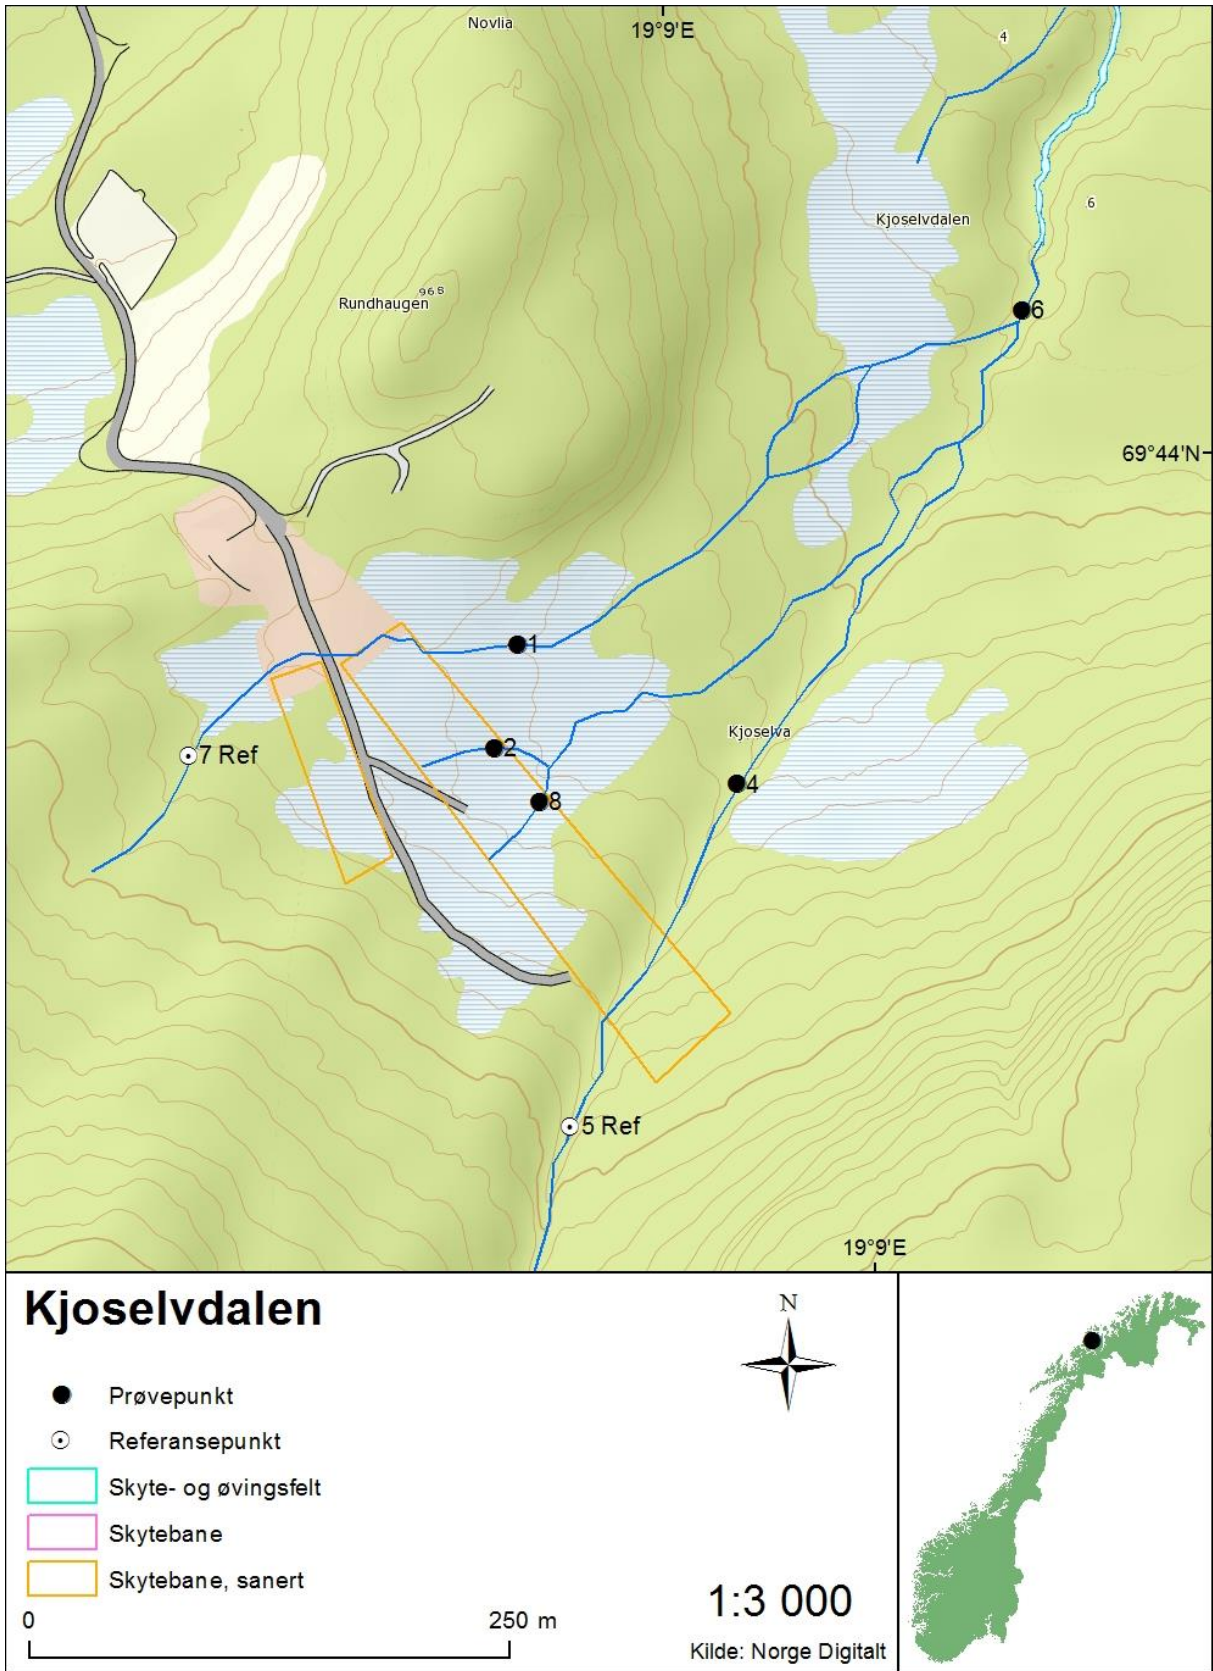 Novlia
19°9'E
4
6
Kjoselvdalen
968
Rundhaugen
6
69°44'N
1
Kjoselva
2
7 Ref
4
8
5 Ref
19°9'E
Kjoselvdalen
N
Prøvepunkt
Referansepunkt
Skyte- og øvingsfelt
Skytebane
Skytebane, sanert
1:3 000
0 250 m
Kilde: Norge Digitalt